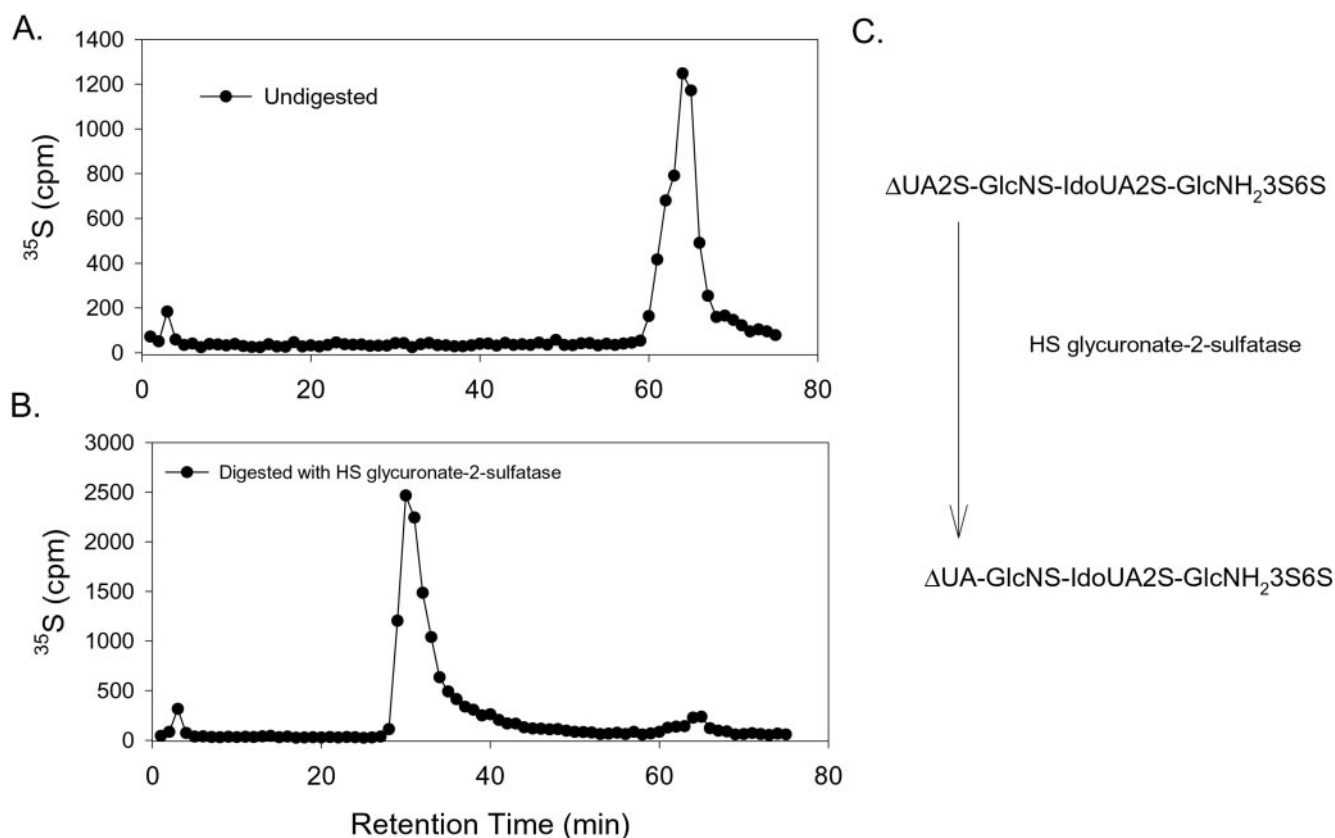 A.
1400
1200
1000
800
600
400
200
0
³⁵S (cpm)
Undigested
0 20 40 60 80
B.
3000
2500
2000
1500
1000
500
0
³⁵S (cpm)
Digested with HS glycuronate-2-sulfatase
0 20 40 60 80
Retention Time (min)
C.
ΔUA2S-GlcNS-IdoUA2S-GlcNH₂3S6S
HS glycuronate-2-sulfatase
ΔUA-GlcNS-IdoUA2S-GlcNH₂3S6S